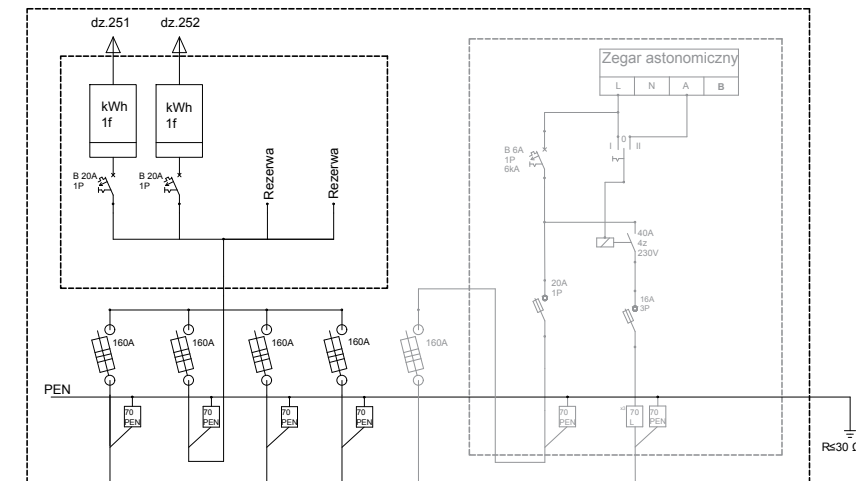 dz.251
dz.252
Zegar astonomiczny
L N A B
kWh
1f
kWh
1f
I 0 II
B 6A
1P
6kA
B 20A
1P
B 20A
1P
Rezerwa
Rezerwa
40A
4z
230V
20A
1P
16A
3P
160A
160A
160A
160A
160A
PEN
70
PEN
70
PEN
70
PEN
70
PEN
70
PEN
70
L
70
PEN
R≤30 Ω